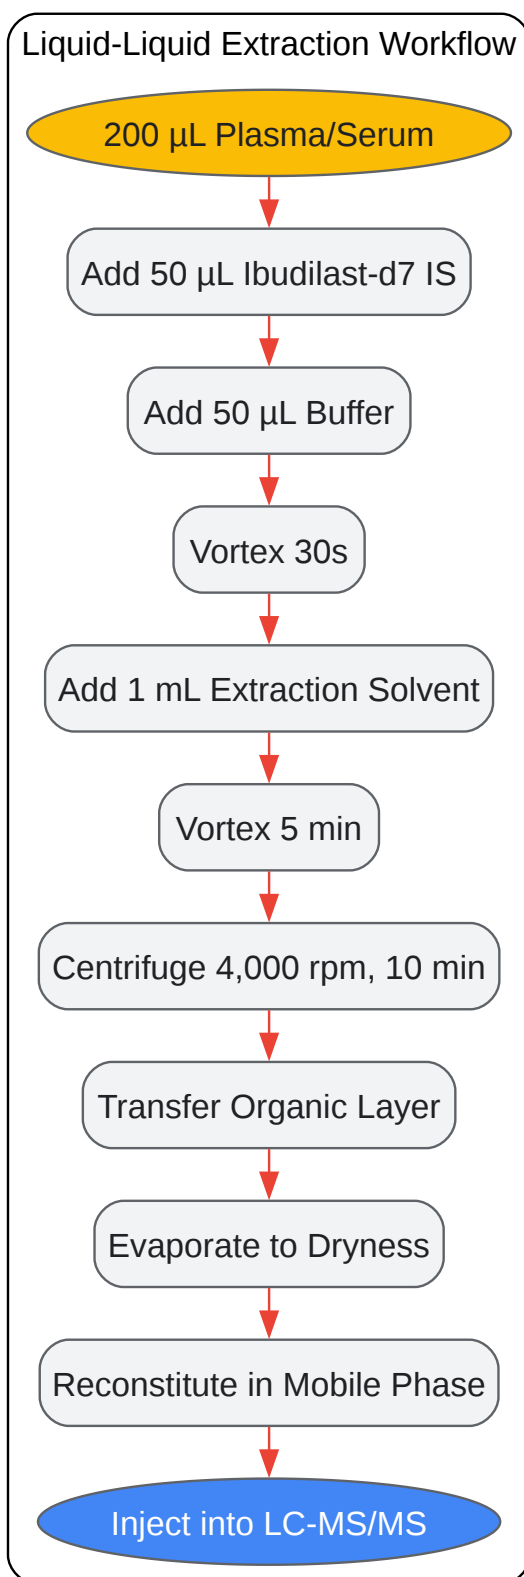 Liquid-Liquid Extraction Workflow
200 µL Plasma/Serum
Add 50 µL Ibudilast-d7 IS
Add 50 µL Buffer
Vortex 30s
Add 1 mL Extraction Solvent
Vortex 5 min
Centrifuge 4,000 rpm, 10 min
Transfer Organic Layer
Evaporate to Dryness
Reconstitute in Mobile Phase
Inject into LC-MS/MS